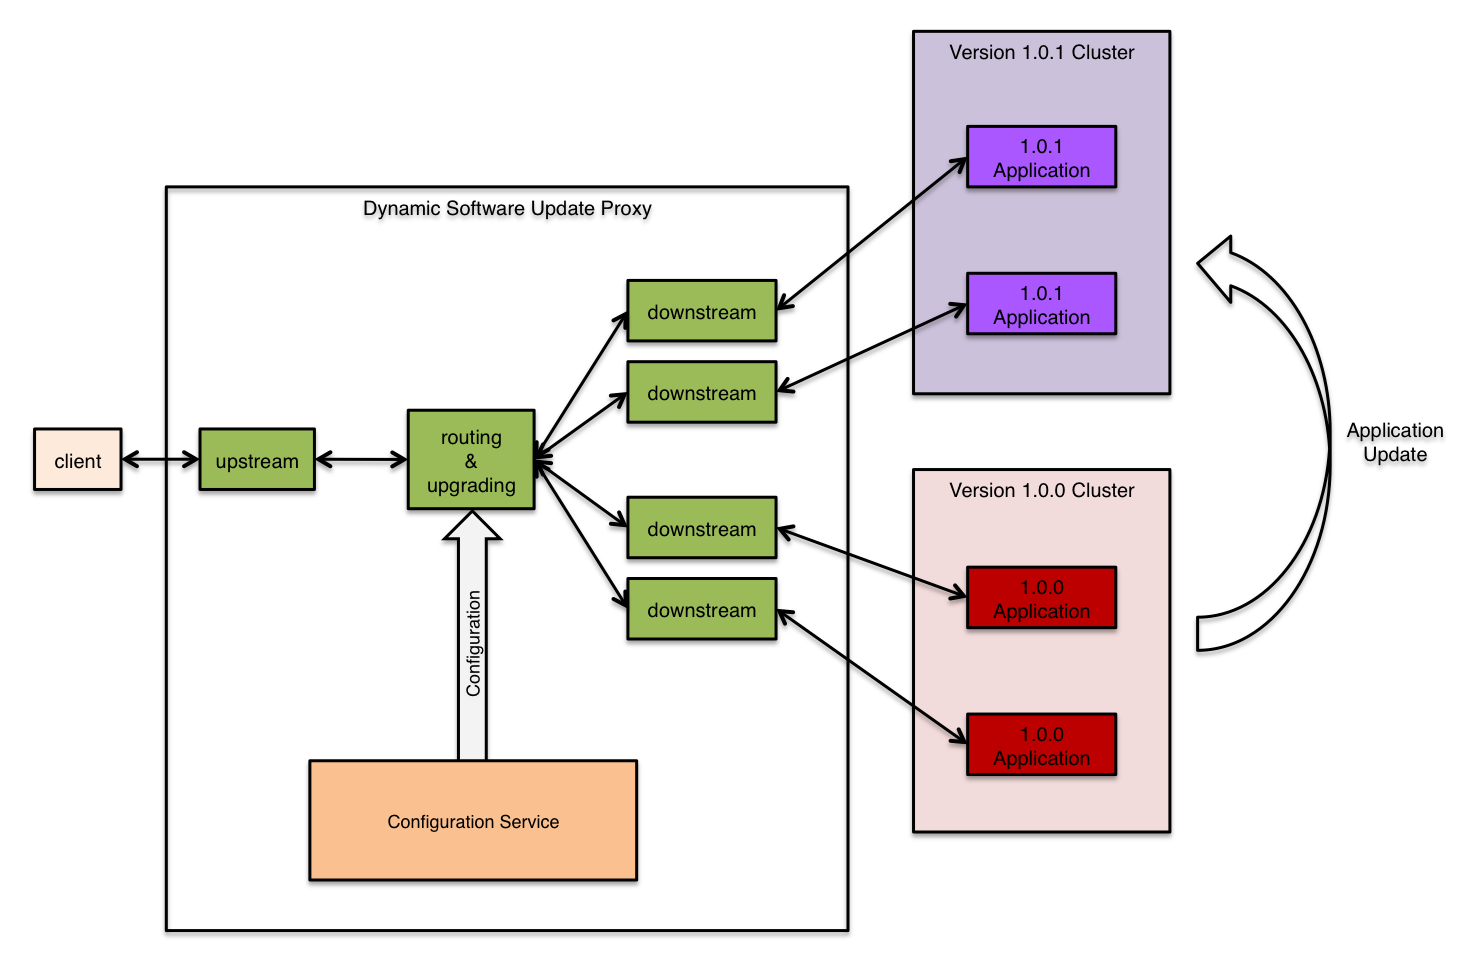 Version 1.0.1 Cluster
1.0.1
Application
Dynamic Software Update Proxy
1.0.1
Application
downstream
downstream
client
upstream
routing
&
upgrading
Application
Update
Version 1.0.0 Cluster
downstream
1.0.0
Application
downstream
Configuration
1.0.0
Application
Configuration Service